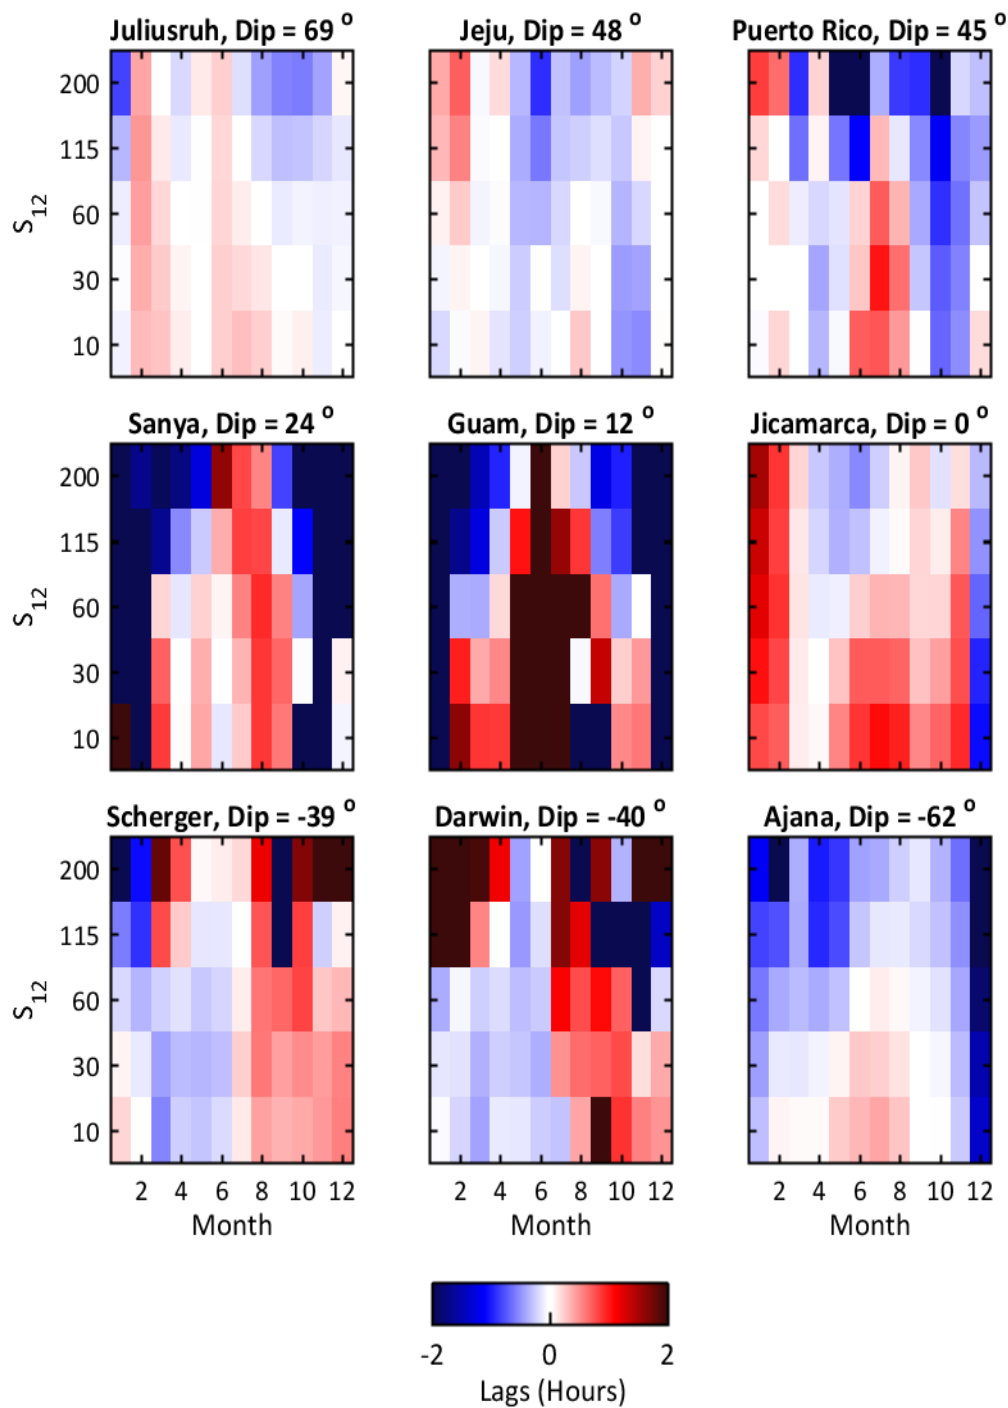 Juliusruh, Dip = 69 °
Jeju, Dip = 48 °
Puerto Rico, Dip = 45 °
200
115
60
30
10
S12
Sanya, Dip = 24 °
Guam, Dip = 12 °
Jicamarca, Dip = 0 °
200
115
60
30
10
S12
Scherger, Dip = -39 °
Darwin, Dip = -40 °
Ajana, Dip = -62 °
200
115
60
30
10
S12
2 4 6 8 10 12
2 4 6 8 10 12
2 4 6 8 10 12
Month
Month
Month
-2 0 2
Lags (Hours)